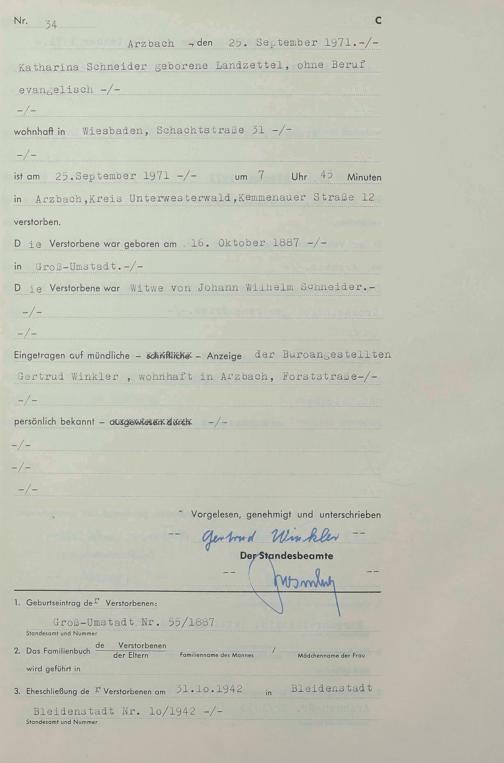 Nr. 34 C
Arzbach -, den 25. September 1971.-/-
Katharina Schneider geborene Landzettel, ohne Beruf
evangelisch -/-
-/-
wohnhaft in Wiesbaden, Schachtstraße 31 -/-
-/-
ist am 25.September 1971 -/- um 7 Uhr 45 Minuten
in Arzbach,Kreis Unterwesterwald,Kemmenauer Straße 12
verstorben.
D ie Verstorbene war geboren am 16. Oktober 1887 -/-
in Groß-Umstadt.-/-
D ie Verstorbene war Witwe von Johann Wilhelm Schneider.-
-/-
-/-
Eingetragen auf mündliche – schriftliche – Anzeige der Büroangestellten
Gertrud Winkler , wohnhaft in Arzbach, Forststraße-/-
-/-
persönlich bekannt – ausgewiesen durch -/-
-/-
-/-
-/-
Vorgelesen, genehmigt und unterschrieben
-- Gertrud Winkler --
Der Standesbeamte
-- --
1. Geburtseintrag der Verstorbenen:
Groß-Umstadt Nr. 55/1887
Standesamt und Nummer
2. Das Familienbuch de Verstorbenen / der Eltern /
Familienname des Mannes Mädchenname der Frau
wird geführt in
3. Eheschließung der Verstorbenen am 31.10.1942 in Bleidenstadt
Bleidenstadt Nr. 10/1942 -/-
Standesamt und Nummer